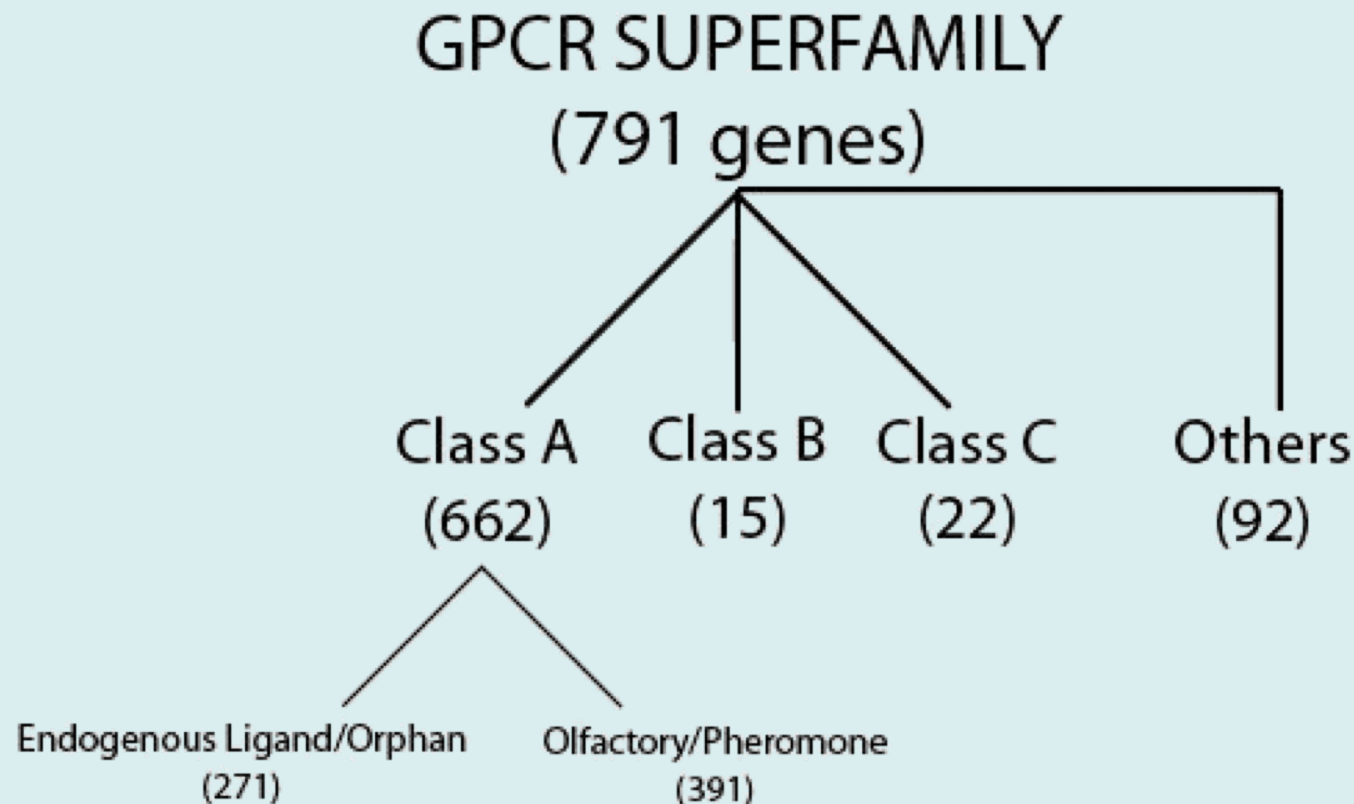 GPCR SUPERFAMILY
(791 genes)
Class A
(662)
Class B
(15)
Class C
(22)
Others
(92)
Endogenous Ligand/Orphan
(271)
Olfactory/Pheromone
(391)